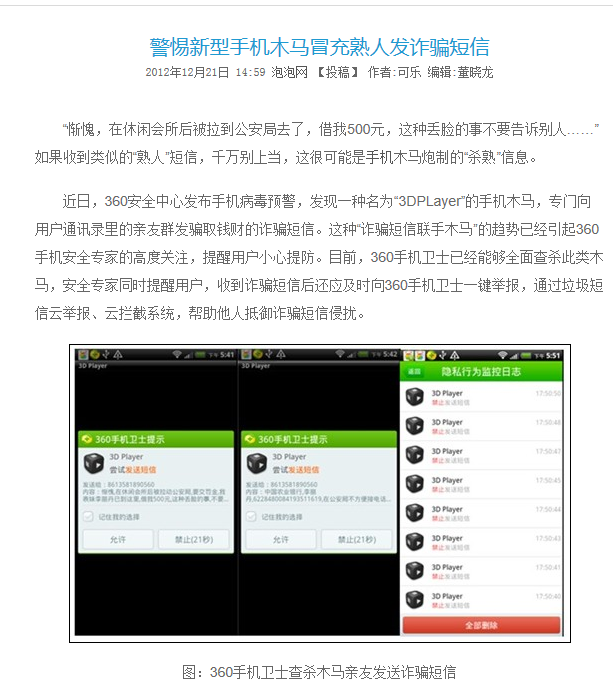 警惕新型手机木马冒充熟人发诈骗短信
2012年12月21日 14:59 泡泡网 【投稿】 作者:可乐 编辑:董晓龙
“惭愧，在休闲会所后被拉到公安局去了，借我500元，这种丢脸的事不要告诉别人……”
如果收到类似的“熟人”短信，千万别上当，这很可能是手机木马炮制的“杀熟”信息。
近日，360安全中心发布手机病毒预警，发现一种名为“3DPLayer”的手机木马，专门向
用户通讯录里的亲友群发骗取钱财的诈骗短信。这种“诈骗短信联手木马”的趋势已经引起360
手机安全专家的高度关注，提醒用户小心提防。目前，360手机卫士已经能够全面查杀此类木
马，安全专家同时提醒用户，收到诈骗短信后还应及时向360手机卫士一键举报，通过垃圾短
信云举报、云拦截系统，帮助他人抵御诈骗短信侵扰。
下午 5:41
3D Player
360手机卫士提示
3D Player
尝试发送短信
发送给：8613581890560
内容：惭愧,在休闲会所后被拉动公安局,要交罚金,我
表妹李丽丹已到这里,借我500元,这种丢脸的事,不要...
记住我的选择
允许
禁止(21秒)
下午 5:42
3D Player
360手机卫士提示
3D Player
尝试发送短信
发送给：8613581890560
内容：中国农业银行,李丽
丹,6228480084193511619,在公安局不方便接电话...
记住我的选择
允许
禁止(21秒)
下午 5:51
返回
隐私行为监控日志
3D Player
17:50:50
禁止发送短信
3D Player
17:50:48
禁止发送短信
3D Player
17:50:47
禁止发送短信
3D Player
17:50:45
禁止发送短信
3D Player
17:50:44
禁止发送短信
3D Player
17:50:43
禁止发送短信
3D Player
17:50:41
禁止发送短信
3D Player
17:50:40
禁止发送短信
全部删除
图：360手机卫士查杀木马亲友发送诈骗短信